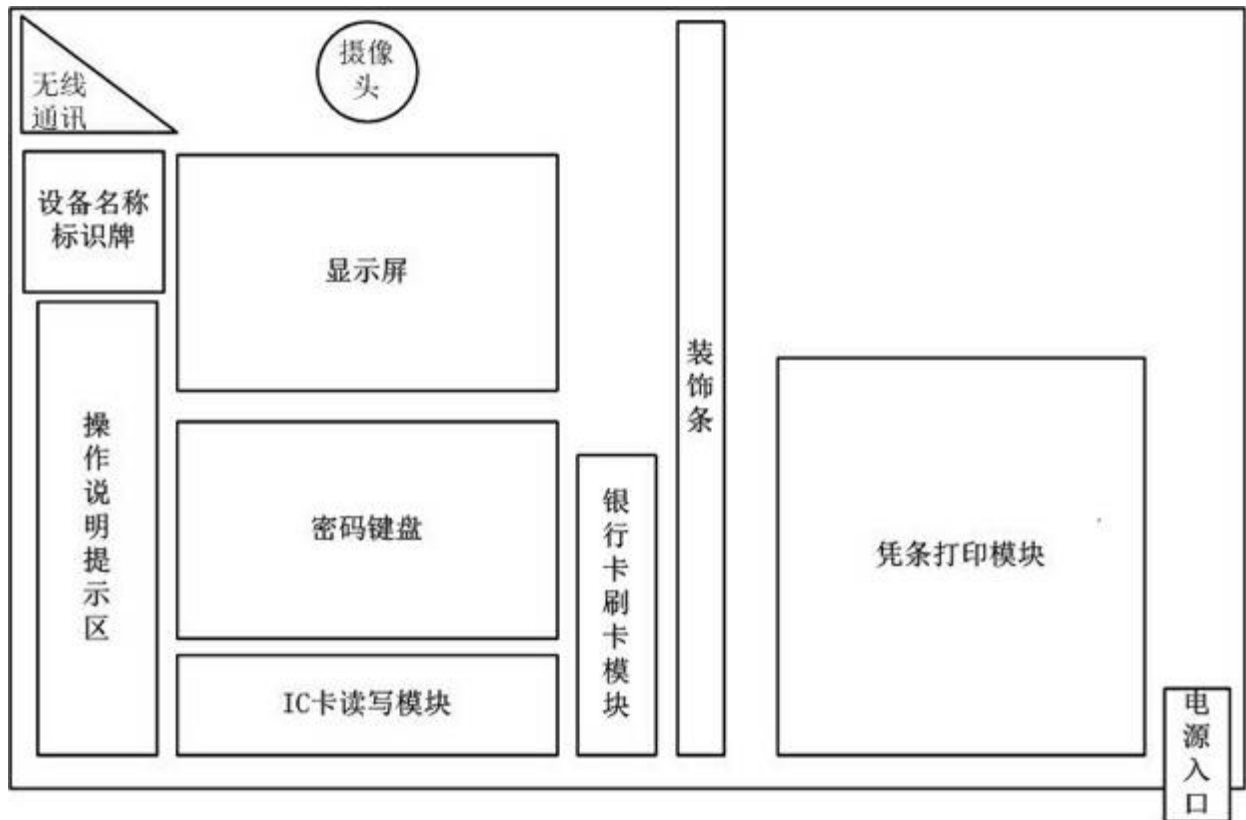 摄像
头
无线
通讯
设备名称
标识牌
显示屏
操作说明提示区
密码键盘
IC卡读写模块
银行卡刷卡模块
装饰条
凭条打印模块
电源入口